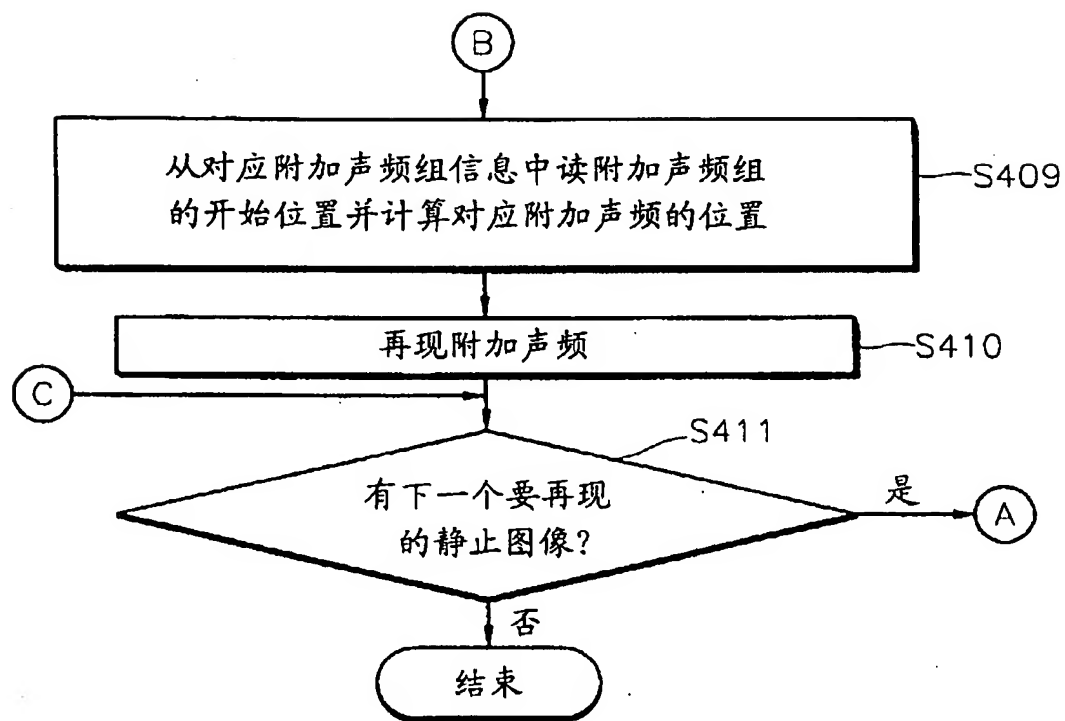 B
从对应附加声频组信息中读附加声频组
的开始位置并计算对应附加声频的位置
S409
再现附加声频
S410
C
S411
有下一个要再现
的静止图像?
是
A
否
结束